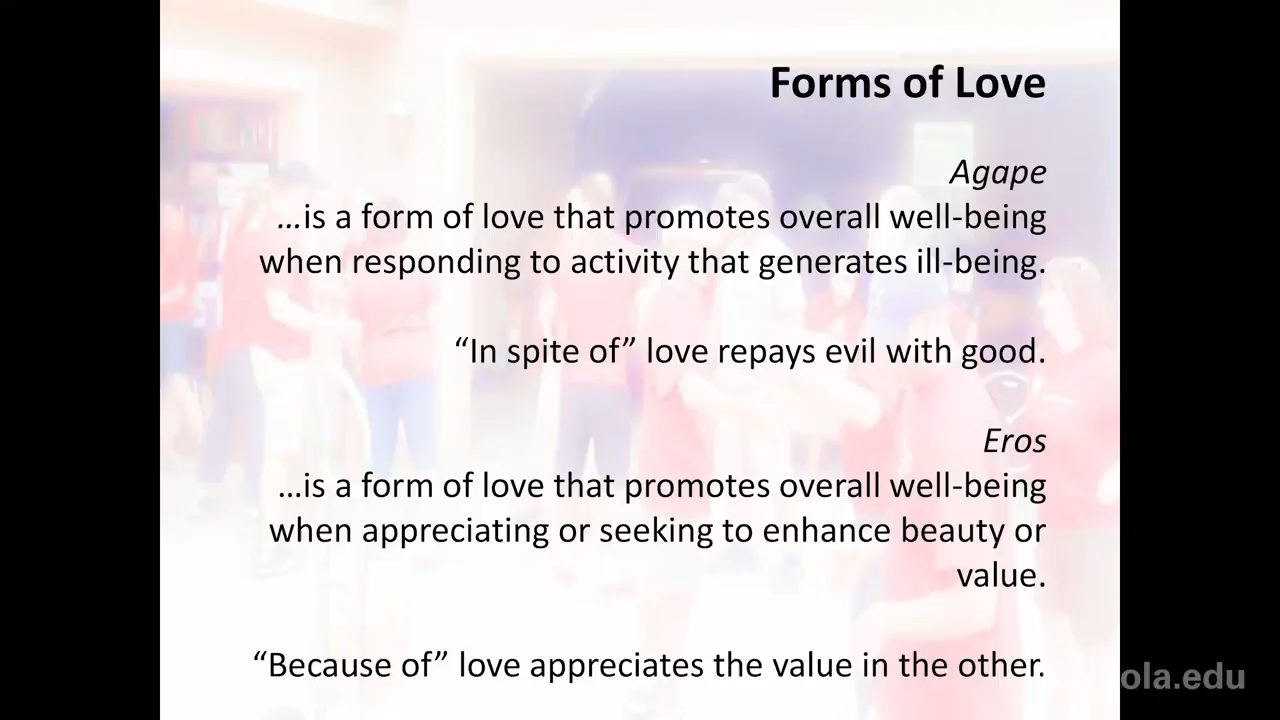 Forms of Love
Agape
…is a form of love that promotes overall well-being
when responding to activity that generates ill-being.
“In spite of” love repays evil with good.
Eros
…is a form of love that promotes overall well-being
when appreciating or seeking to enhance beauty or
value.
“Because of” love appreciates the value in the other.
ola.edu